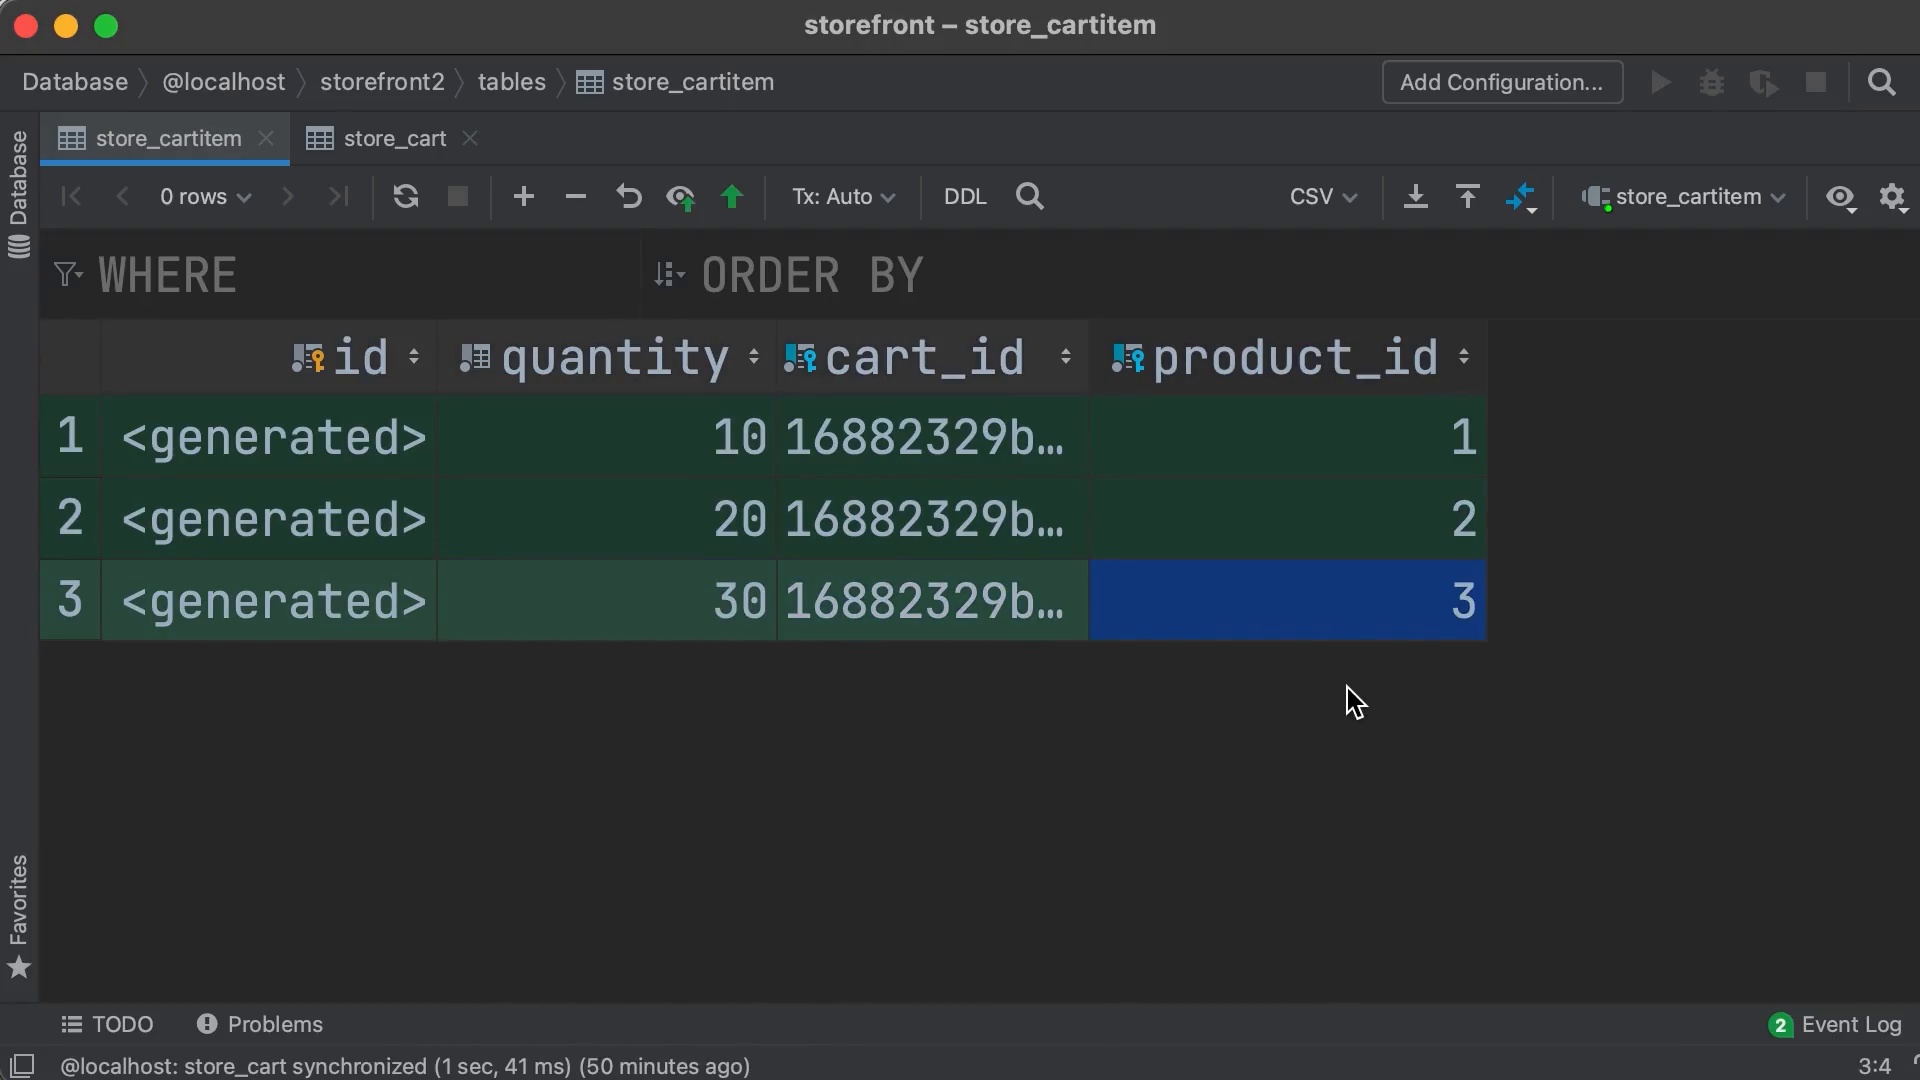 storefront – store_cartitem
Database @localhost storefront2 tables store_cartitem Add Configuration...
Database
store_cartitem store_cart
0 rows Tx: Auto DDL CSV store_cartitem
WHERE ORDER BY
id quantity cart_id product_id
1 <generated> 10 16882329b… 1
2 <generated> 20 16882329b… 2
3 <generated> 30 16882329b… 3
Favorites
TODO Problems 2 Event Log
@localhost: store_cart synchronized (1 sec, 41 ms) (50 minutes ago) 3:4